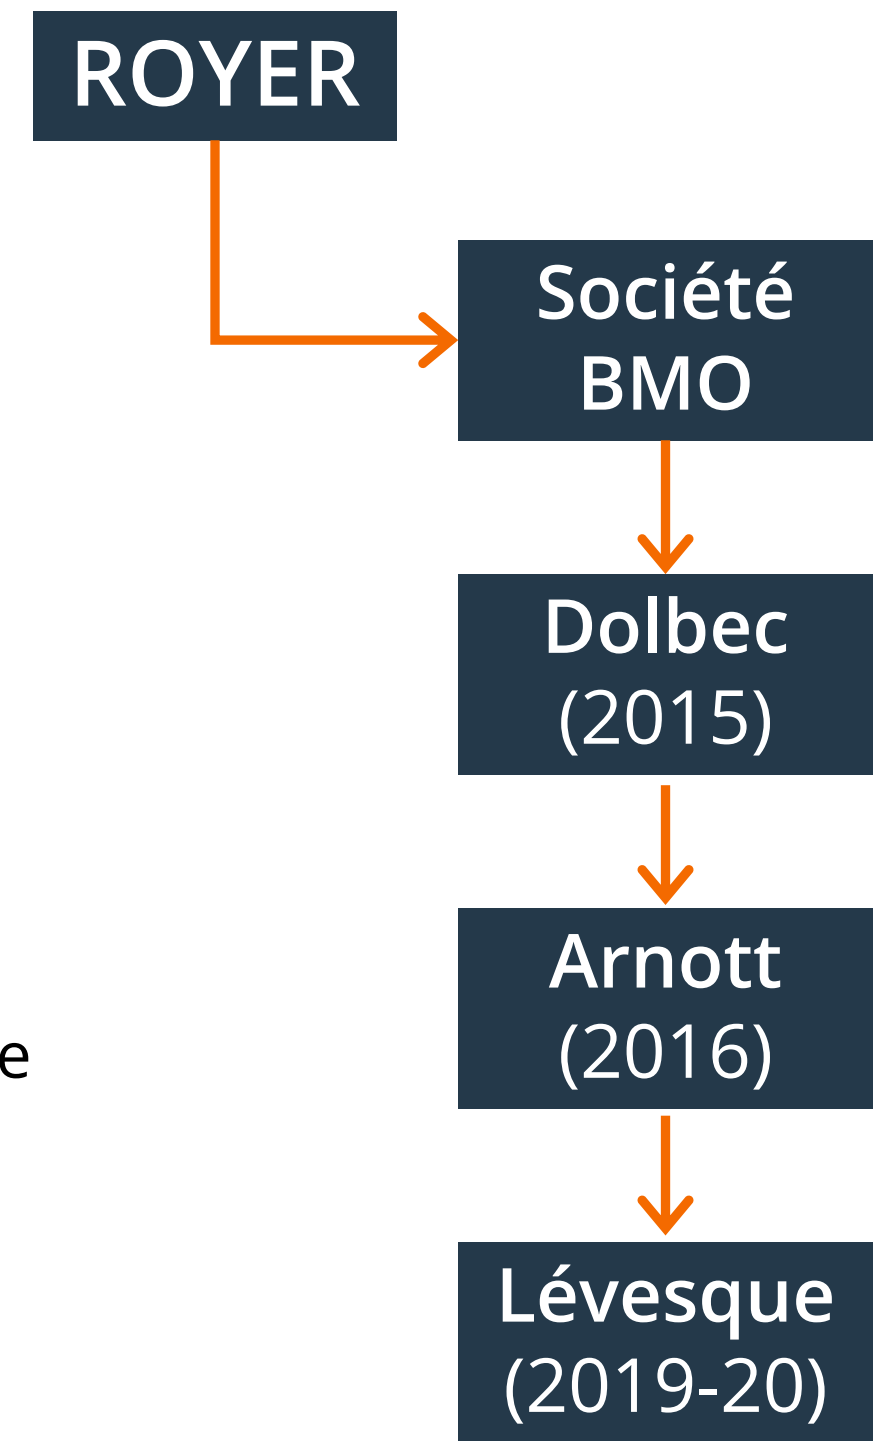 ROYER
Société
BMO
Dolbec
(2015)
Arnott
(2016)
e
Lévesque
(2019-20)